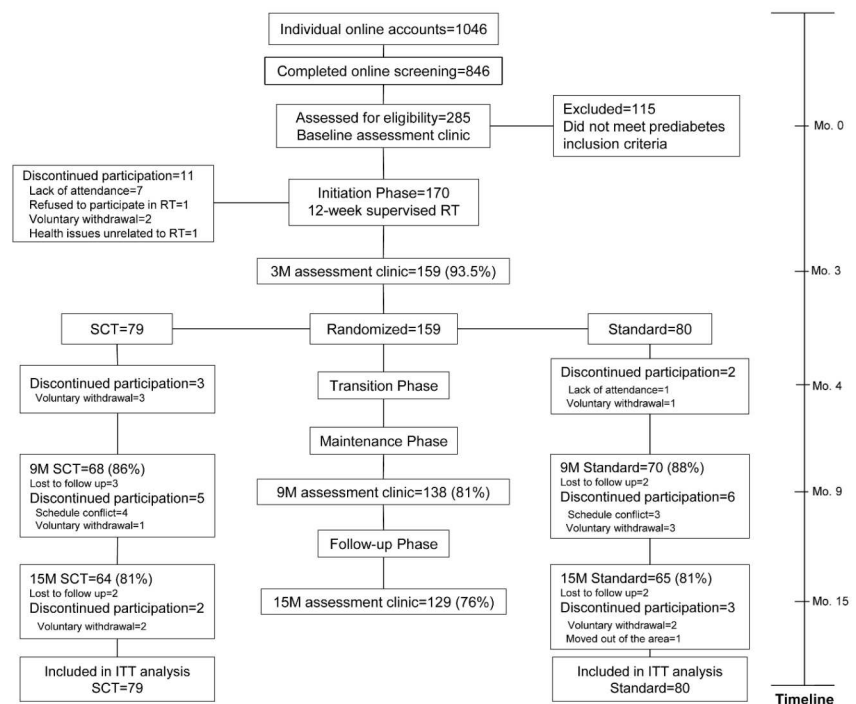 Individual online accounts=1046
Completed online screening=846
Assessed for eligibility=285
Baseline assessment clinic
Excluded=115
Did not meet prediabetes
inclusion criteria
Mo. 0
Discontinued participation=11
Lack of attendance=7
Refused to participate in RT=1
Voluntary withdrawal=2
Health issues unrelated to RT=1
Initiation Phase=170
12-week supervised RT
3M assessment clinic=159 (93.5%)
Mo. 3
SCT=79
Randomized=159
Standard=80
Discontinued participation=3
Voluntary withdrawal=3
Transition Phase
Discontinued participation=2
Lack of attendance=1
Voluntary withdrawal=1
Mo. 4
Maintenance Phase
9M SCT=68 (86%)
Lost to follow up=3
Discontinued participation=5
Schedule conflict=4
Voluntary withdrawal=1
9M assessment clinic=138 (81%)
9M Standard=70 (88%)
Lost to follow up=2
Discontinued participation=6
Schedule conflict=3
Voluntary withdrawal=3
Mo. 9
Follow-up Phase
15M SCT=64 (81%)
Lost to follow up=2
Discontinued participation=2
Voluntary withdrawal=2
15M assessment clinic=129 (76%)
15M Standard=65 (81%)
Lost to follow up=2
Discontinued participation=3
Voluntary withdrawal=2
Moved out of the area=1
Mo. 15
Included in ITT analysis
SCT=79
Included in ITT analysis
Standard=80
Timeline